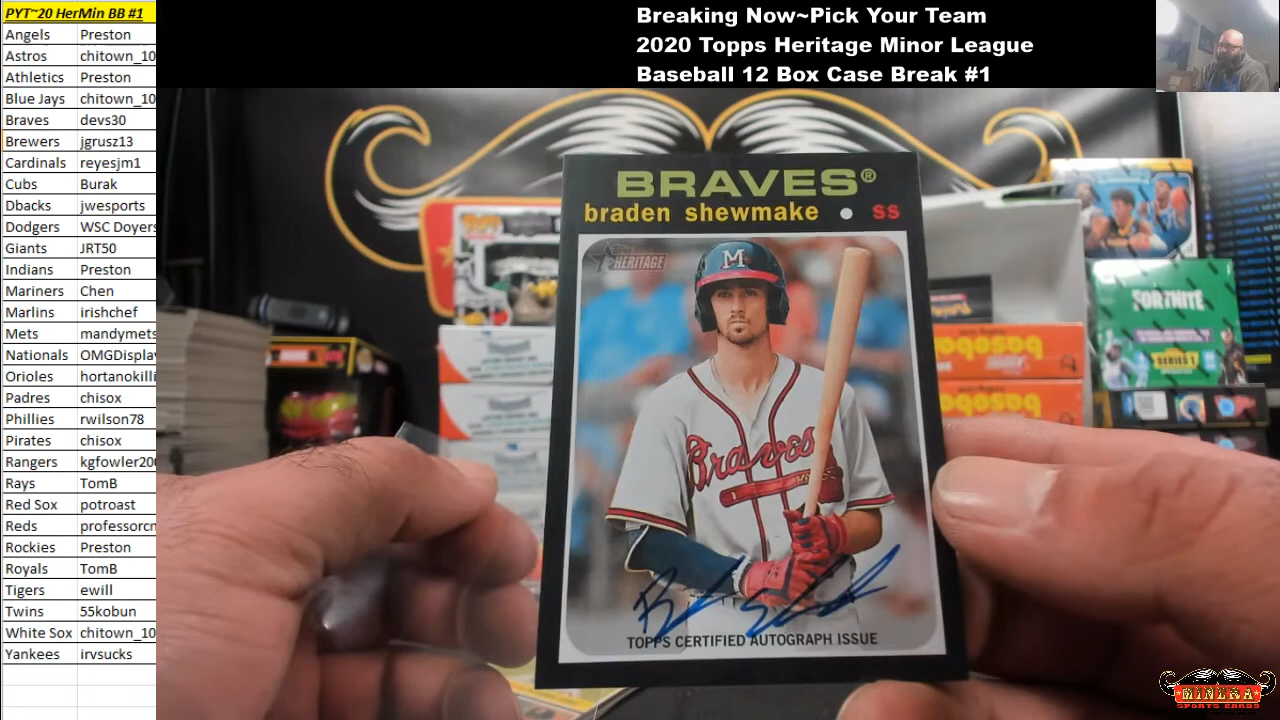 PYT~20 HerMin BB #1
Angels Preston
Astros chitown_10
Athletics Preston
Blue Jays chitown_10
Braves devs30
Brewers jgrusz13
Cardinals reyesjm1
Cubs Burak
Dbacks jwesports
Dodgers WSC Doyers
Giants JRT50
Indians Preston
Mariners Chen
Marlins irishchef
Mets mandymets
Nationals OMGDisplay
Orioles hortanokilli
Padres chisox
Phillies rwilson78
Pirates chisox
Rangers kgfowler200
Rays TomB
Red Sox potroast
Reds professorcn
Rockies Preston
Royals TomB
Tigers ewill
Twins 55kobun
White Sox chitown_10
Yankees irvsucks
Breaking Now~Pick Your Team
2020 Topps Heritage Minor League
Baseball 12 Box Case Break #1
BRAVES®
braden shewmake • ss
Topps HERITAGE
M
Braves
TOPPS CERTIFIED AUTOGRAPH ISSUE
FORTNITE
SERIES 1
MINERA
SPORTS CARDS